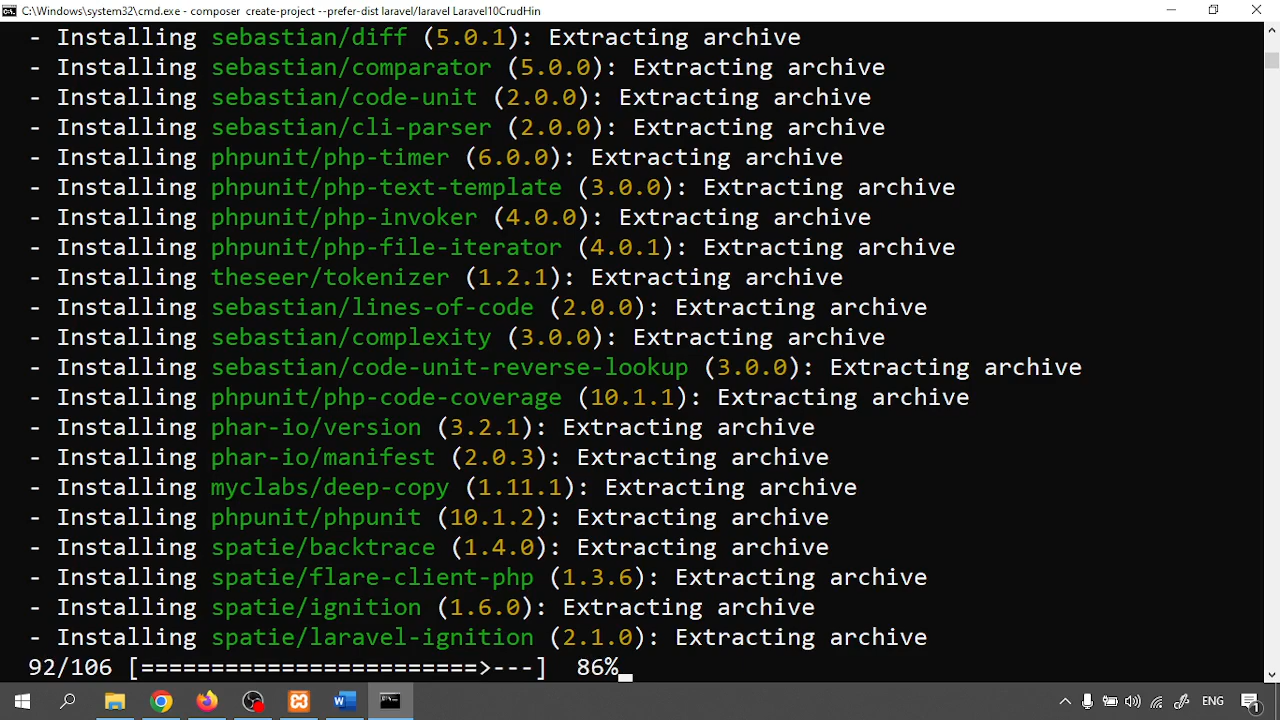 C:\Windows\system32\cmd.exe - composer create-project --prefer-dist laravel/laravel Laravel10CrudHin
- Installing sebastian/diff (5.0.1): Extracting archive
- Installing sebastian/comparator (5.0.0): Extracting archive
- Installing sebastian/code-unit (2.0.0): Extracting archive
- Installing sebastian/cli-parser (2.0.0): Extracting archive
- Installing phpunit/php-timer (6.0.0): Extracting archive
- Installing phpunit/php-text-template (3.0.0): Extracting archive
- Installing phpunit/php-invoker (4.0.0): Extracting archive
- Installing phpunit/php-file-iterator (4.0.1): Extracting archive
- Installing theseer/tokenizer (1.2.1): Extracting archive
- Installing sebastian/lines-of-code (2.0.0): Extracting archive
- Installing sebastian/complexity (3.0.0): Extracting archive
- Installing sebastian/code-unit-reverse-lookup (3.0.0): Extracting archive
- Installing phpunit/php-code-coverage (10.1.1): Extracting archive
- Installing phar-io/version (3.2.1): Extracting archive
- Installing phar-io/manifest (2.0.3): Extracting archive
- Installing myclabs/deep-copy (1.11.1): Extracting archive
- Installing phpunit/phpunit (10.1.2): Extracting archive
- Installing spatie/backtrace (1.4.0): Extracting archive
- Installing spatie/flare-client-php (1.3.6): Extracting archive
- Installing spatie/ignition (1.6.0): Extracting archive
- Installing spatie/laravel-ignition (2.1.0): Extracting archive
92/106 [========================>---]  86%
ENG
1